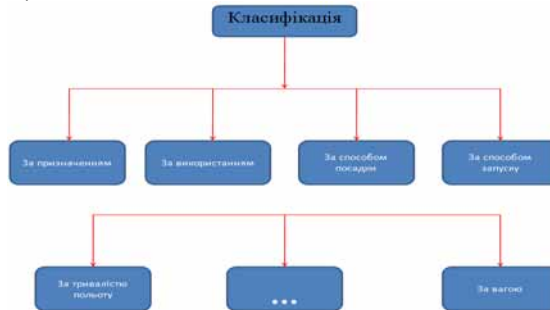 Класифікація
За призначенням
За використанням
За способом
посадки
За способом
запуску
За тривалістю
польоту
...
За вагою